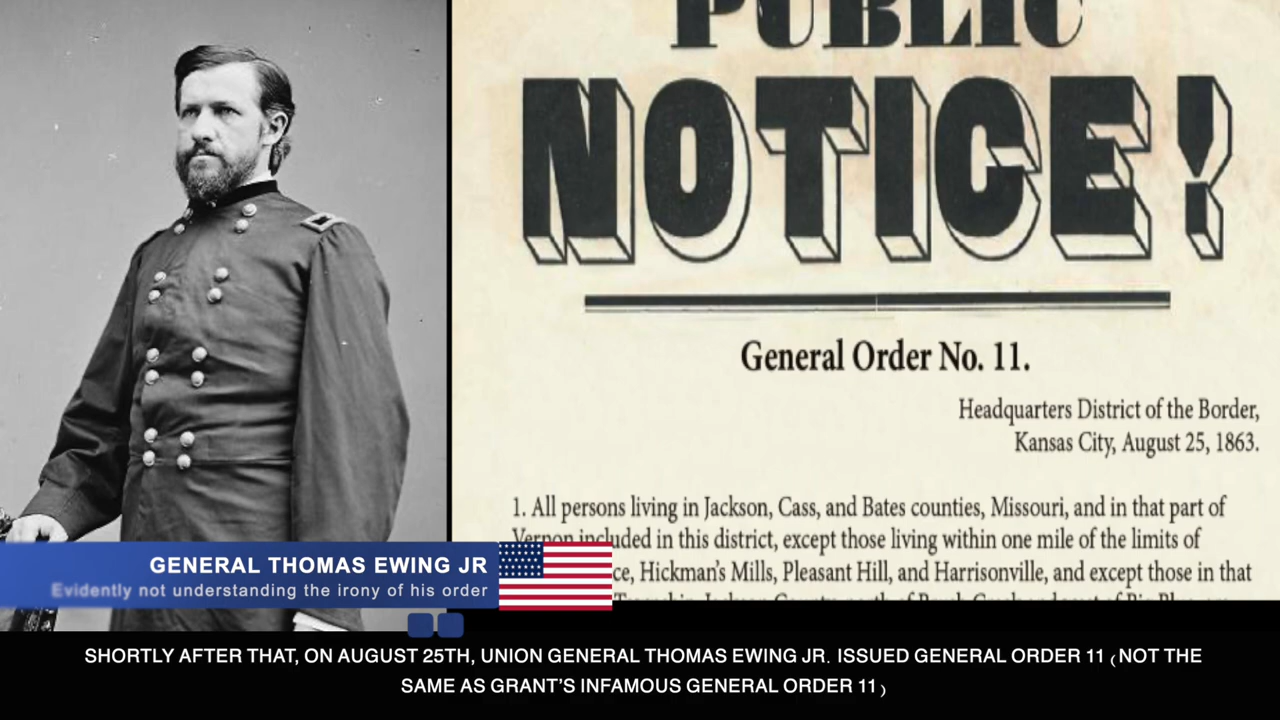 PUBLIC
NOTICE!
General Order No. 11.
Headquarters District of the Border,
Kansas City, August 25, 1863.
1. All persons living in Jackson, Cass, and Bates counties, Missouri, and in that part of
Vernon included in this district, except those living within one mile of the limits of
Hickman's Mills, Pleasant Hill, and Harrisonville, and except those in that
GENERAL THOMAS EWING JR
Evidently not understanding the irony of his order
SHORTLY AFTER THAT, ON AUGUST 25TH, UNION GENERAL THOMAS EWING JR. ISSUED GENERAL ORDER 11 (NOT THE
SAME AS GRANT'S INFAMOUS GENERAL ORDER 11)